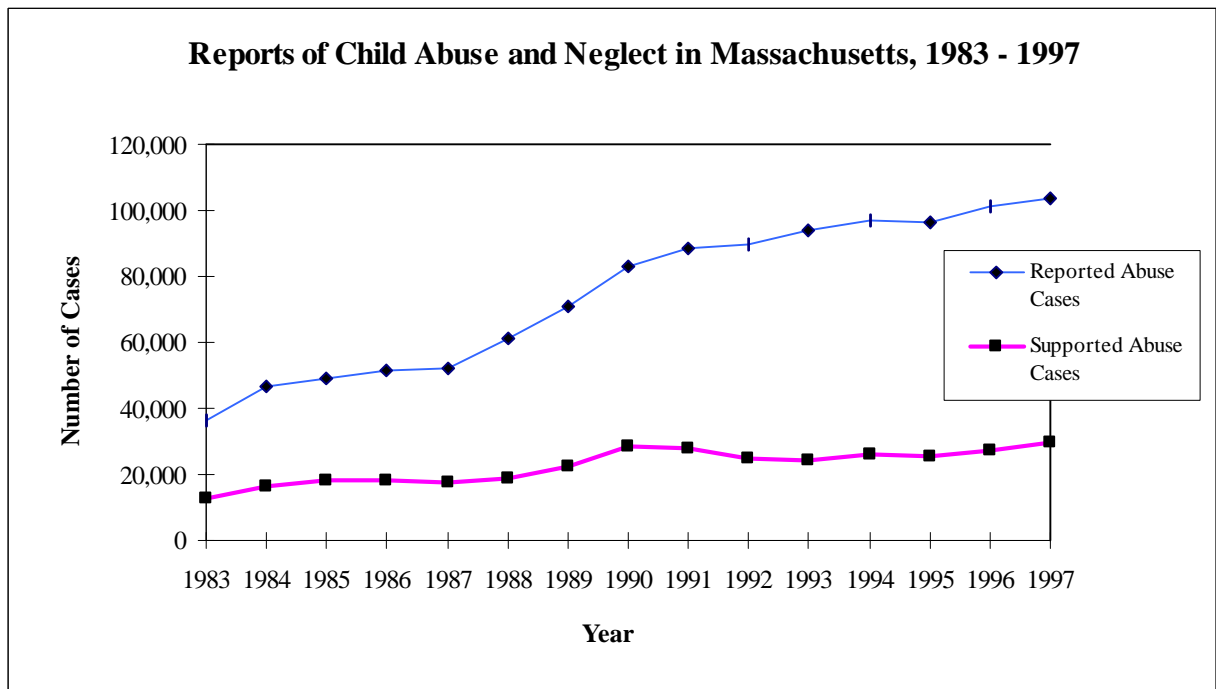 Reports of Child Abuse and Neglect in Massachusetts, 1983 - 1997
120,000
100,000
80,000
60,000
40,000
20,000
0
Number of Cases
1983 1984 1985 1986 1987 1988 1989 1990 1991 1992 1993 1994 1995 1996 1997
Year
Reported Abuse
Cases
Supported Abuse
Cases